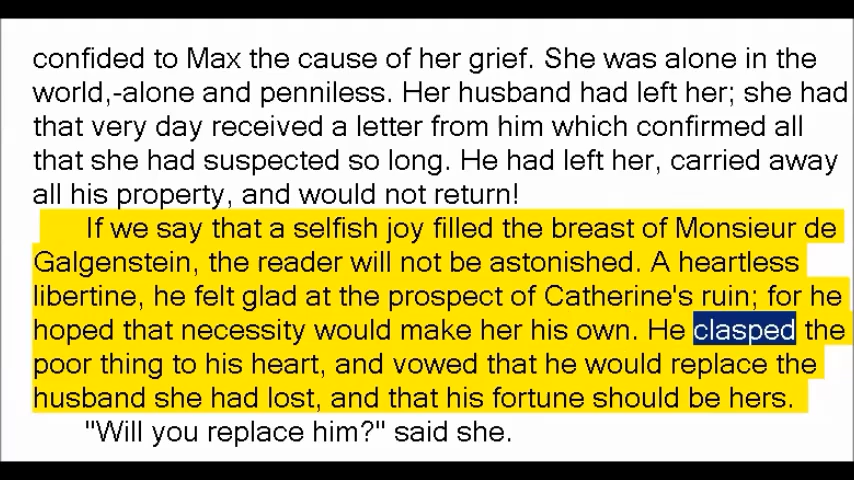 confided to Max the cause of her grief. She was alone in the
world,-alone and penniless. Her husband had left her; she had
that very day received a letter from him which confirmed all
that she had suspected so long. He had left her, carried away
all his property, and would not return!
If we say that a selfish joy filled the breast of Monsieur de
Galgenstein, the reader will not be astonished. A heartless
libertine, he felt glad at the prospect of Catherine's ruin; for he
hoped that necessity would make her his own. He clasped the
poor thing to his heart, and vowed that he would replace the
husband she had lost, and that his fortune should be hers.
"Will you replace him?" said she.